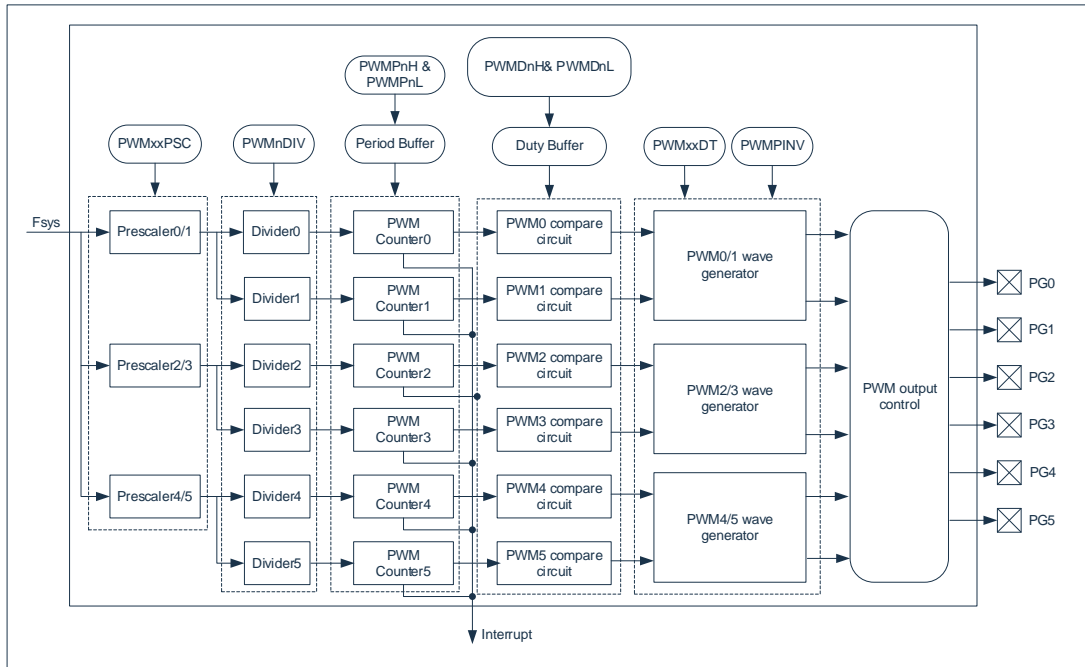 PWMPnH &
PWMPnL
PWMDnH& PWMDnL
PWMxxPSC
PWMnDIV
Period Buffer
Duty Buffer
PWMxxDT
PWMPINV
Fsys
Prescaler0/1
Divider0
PWM
Counter0
PWM0 compare
circuit
PWM0/1 wave
generator
Divider1
PWM
Counter1
PWM1 compare
circuit
Prescaler2/3
Divider2
PWM
Counter2
PWM2 compare
circuit
PWM2/3 wave
generator
Divider3
PWM
Counter3
PWM3 compare
circuit
Prescaler4/5
Divider4
PWM
Counter4
PWM4 compare
circuit
PWM4/5 wave
generator
Divider5
PWM
Counter5
PWM5 compare
circuit
PWM output
control
PG0
PG1
PG2
PG3
PG4
PG5
Interrupt